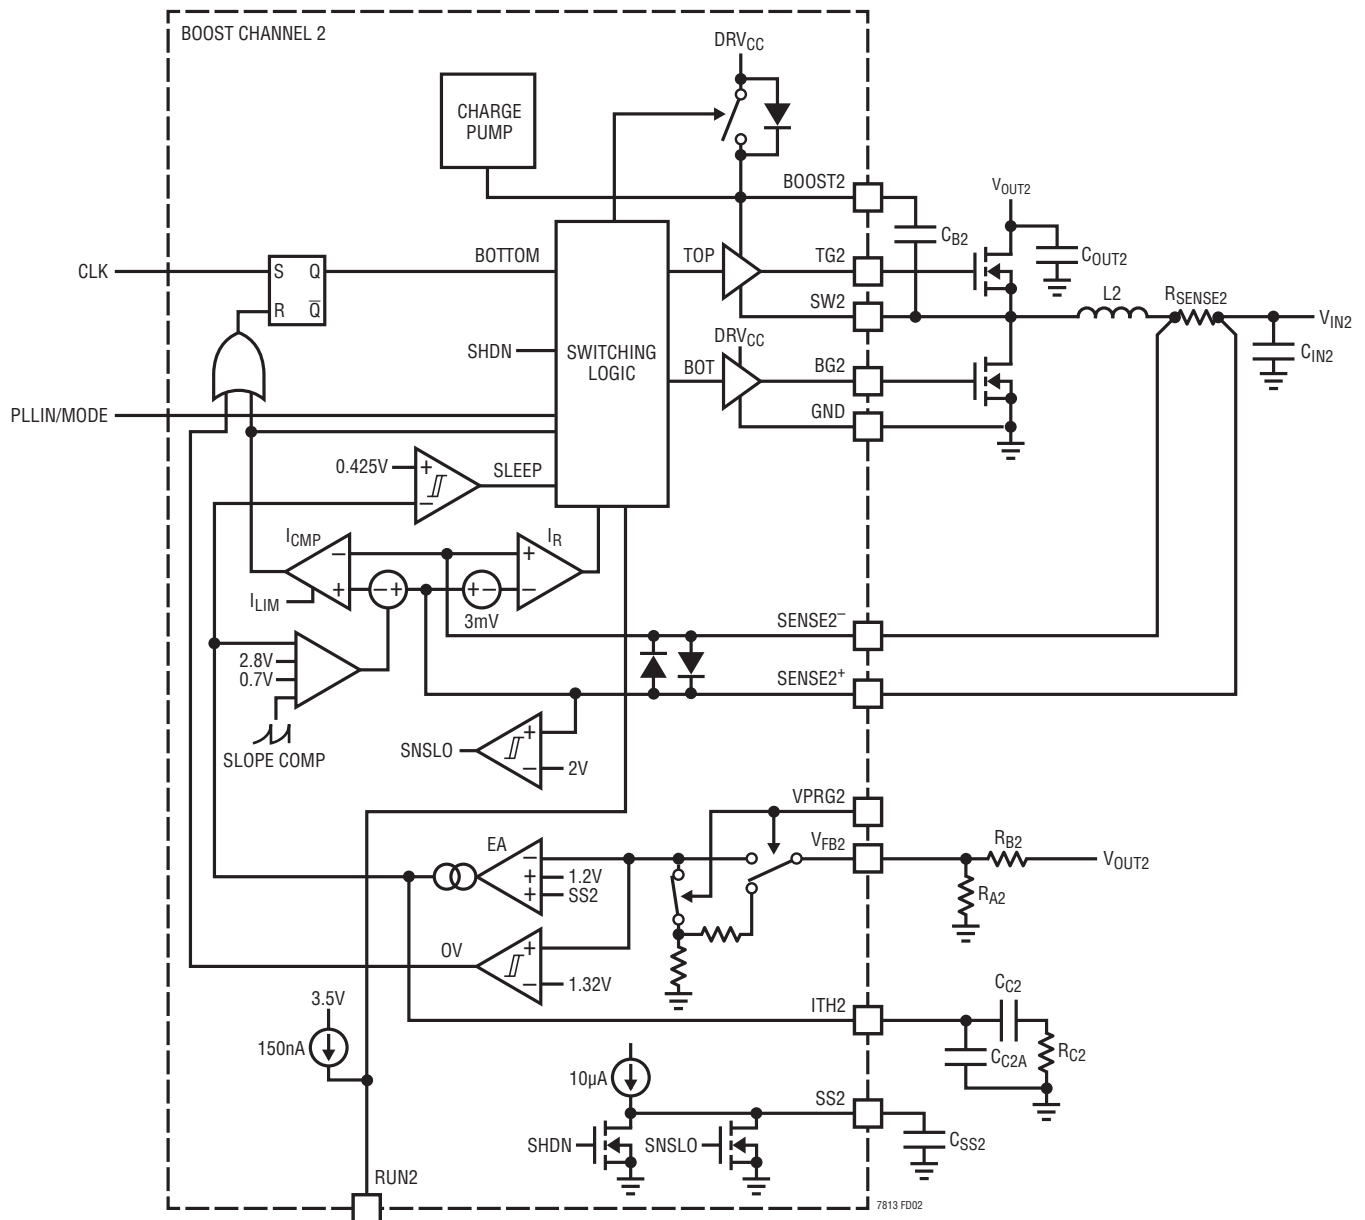 BOOST CHANNEL 2
DRVCC
CHARGE
PUMP
BOOST2
VOUT2
CB2
COUT2
CLK
S
Q
BOTTOM
TOP
TG2
R
Q̅
SW2
L2
RSENSE2
VIN2
CIN2
SHDN
SWITCHING
LOGIC
DRVCC
BOT
BG2
PLLIN/MODE
GND
0.425V
+
−
SLEEP
ICMP
−
+
− +
+ −
3mV
IR
+
−
ILIM
SENSE2−
2.8V
0.7V
SENSE2+
SLOPE COMP
SNSLO
+
−
2V
VPRG2
EA
−
+
+
1.2V
SS2
VFB2
RB2
VOUT2
RA2
OV
+
−
1.32V
3.5V
150nA
ITH2
CC2
CC2A
RC2
10µA
SS2
SHDN
SNSLO
CSS2
RUN2
7813 FD02